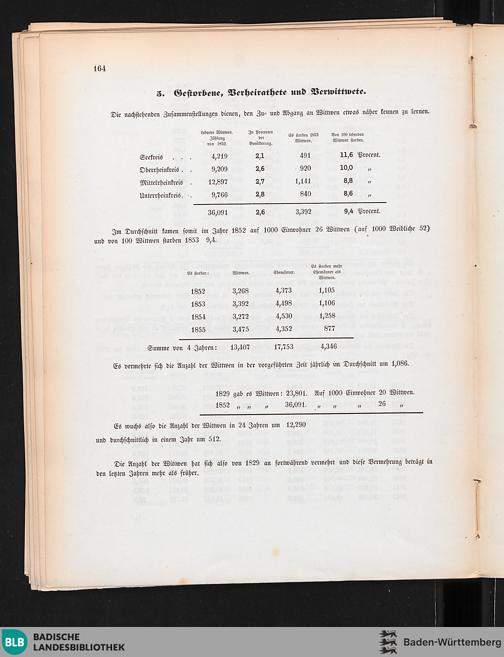 164
5. Gestorbene, Verheirathete und Verwittwete.
Die nachstehenden Zusammenstellungen dienen, den Zu- und Abgang an Wittwen etwas näher kennen zu lernen.
Lebende Wittwen. Zählung von 1852. In Procenten der Bevölkerung. Es starben 1853 Wittwen. Von 100 lebenden Wittwen starben.
Seekreis . . . 4,219 2,1 491 11,6 Procent.
Oberrheinkreis . . 9,209 2,6 920 10,0 „
Mittelrheinkreis . 12,897 2,7 1,141 8,8 „
Unterrheinkreis . . 9,766 2,8 840 8,6 „
36,091 2,6 3,392 9,4 Procent.
Im Durchschnitt kamen somit im Jahre 1852 auf 1000 Einwohner 26 Wittwen (auf 1000 Weibliche 52)
und von 100 Wittwen starben 1853 9,4.
Es starben: Wittwen. Ehemänner. Es starben mehr Ehemänner als Wittwen.
1852 3,268 4,373 1,105
1853 3,392 4,498 1,106
1854 3,272 4,530 1,258
1855 3,475 4,352 877
Summe von 4 Jahren: 13,407 17,753 4,346
Es vermehrte sich die Anzahl der Wittwen in der vorgeführten Zeit jährlich im Durchschnitt um 1,086.
1829 gab es Wittwen: 23,801. Auf 1000 Einwohner 20 Wittwen.
1852 „ „ „ 36,091. „ „ „ 26 „
Es wuchs also die Anzahl der Wittwen in 24 Jahren um 12,290
und durchschnittlich in einem Jahr um 512.
Die Anzahl der Wittwen hat sich also von 1829 an fortwährend vermehrt und diese Vermehrung beträgt in
den letzten Jahren mehr als früher.
BLB BADISCHE
LANDESBIBLIOTHEK
Baden-Württemberg